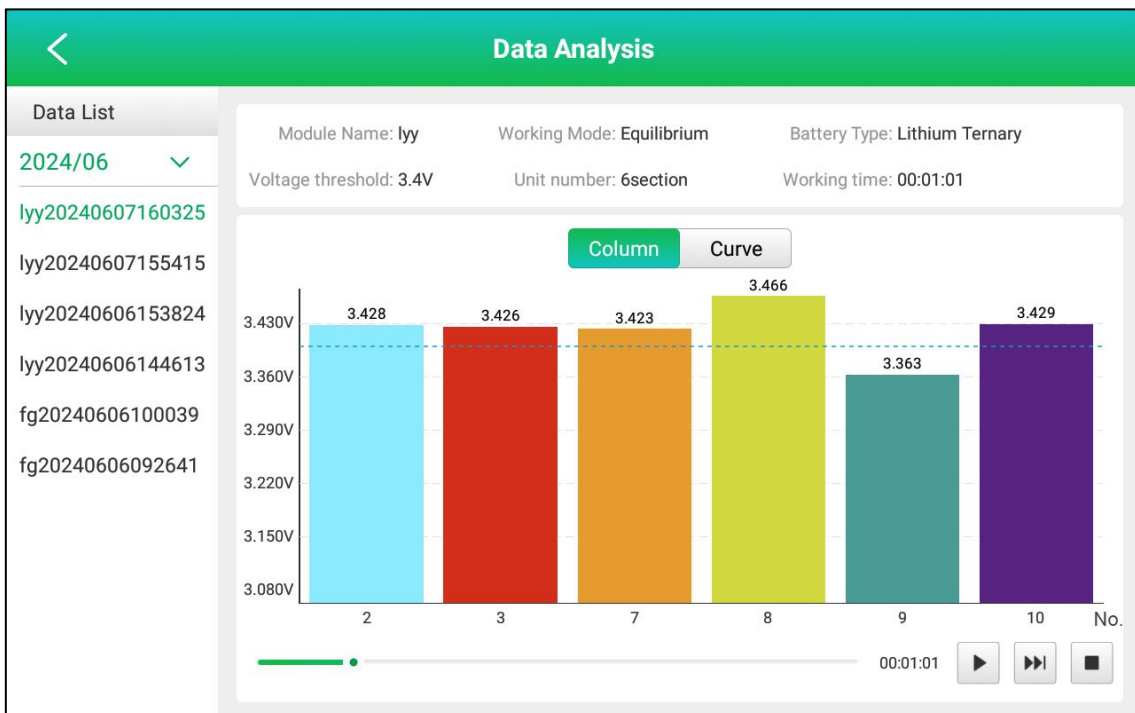 Data Analysis
Data List
2024/06
lyy20240607160325
lyy20240607155415
lyy20240606153824
lyy20240606144613
fg20240606100039
fg20240606092641
Module Name: lyy Working Mode: Equilibrium Battery Type: Lithium Ternary
Voltage threshold: 3.4V Unit number: 6section Working time: 00:01:01
Column Curve
3.430V
3.360V
3.290V
3.220V
3.150V
3.080V
3.428 3.426 3.423 3.466 3.363 3.429
2 3 7 8 9 10 No.
00:01:01